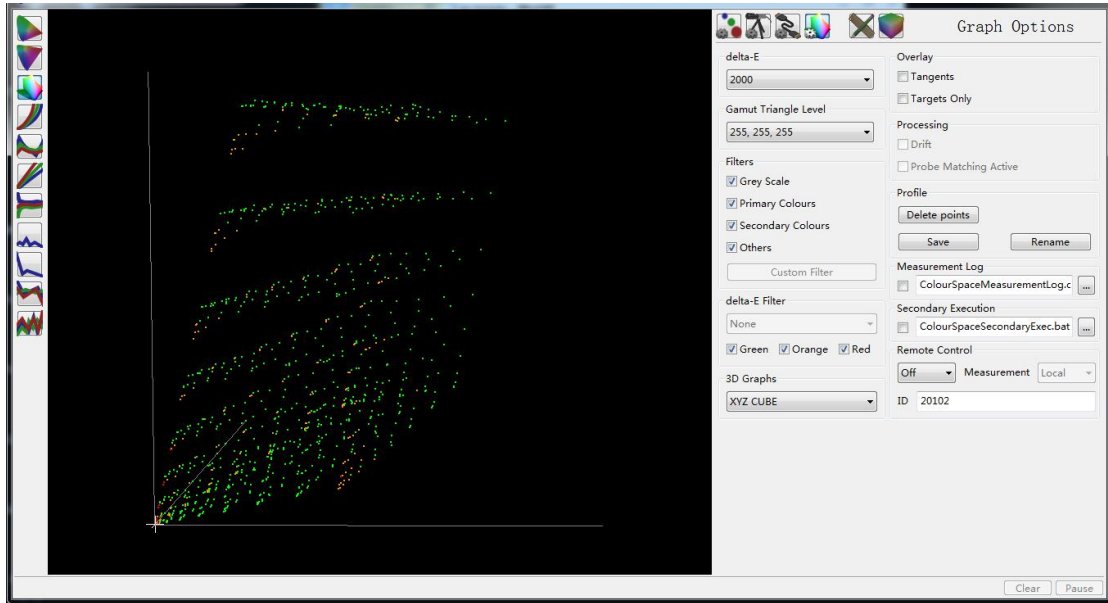 Graph Options
delta-E
2000
Gamut Triangle Level
255, 255, 255
Filters
Grey Scale
Primary Colours
Secondary Colours
Others
Custom Filter
delta-E Filter
None
Green Orange Red
3D Graphs
XYZ CUBE
Overlay
Tangents
Targets Only
Processing
Drift
Probe Matching Active
Profile
Delete points
Save Rename
Measurement Log
ColourSpaceMeasurementLog.c ...
Secondary Execution
ColourSpaceSecondaryExec.bat ...
Remote Control
Off Measurement Local
ID 20102
Clear Pause